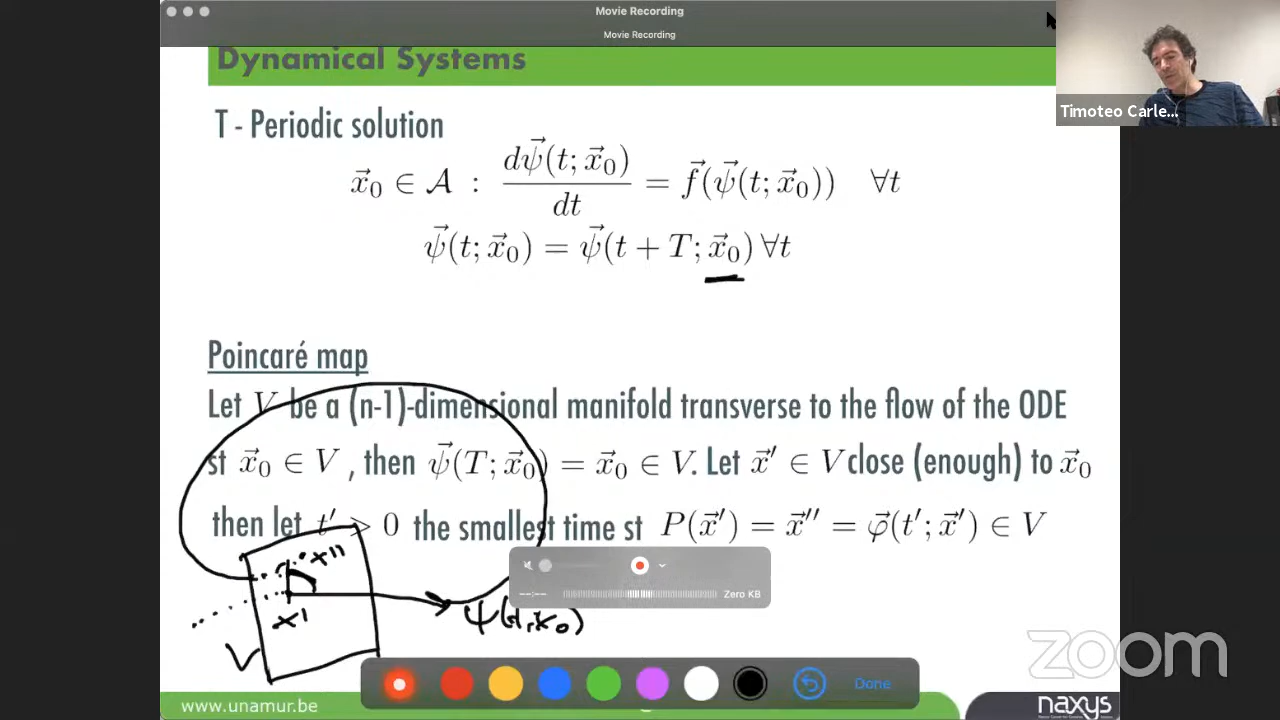 Movie Recording
Movie Recording
Dynamical Systems
Timoteo Carle...
T - Periodic solution
$\vec{x}_0 \in \mathcal{A} : \frac{d\vec{\psi}(t;\vec{x}_0)}{dt} = \vec{f}(\vec{\psi}(t;\vec{x}_0)) \quad \forall t$
$\vec{\psi}(t;\vec{x}_0) = \vec{\psi}(t+T;\vec{x}_0) \, \forall t$
Poincaré map
Let $V$ be a (n-1)-dimensional manifold transverse to the flow of the ODE
st $\vec{x}_0 \in V$ , then $\vec{\psi}(T;\vec{x}_0) = \vec{x}_0 \in V$. Let $\vec{x}' \in V$ close (enough) to $\vec{x}_0$
then let $t' > 0$ the smallest time st $P(\vec{x}') = \vec{x}'' = \vec{\varphi}(t';\vec{x}') \in V$
x''
Zero KB
--:--
x'
ψ(t,x₀)
V
zoom
Done
www.unamur.be
naxys